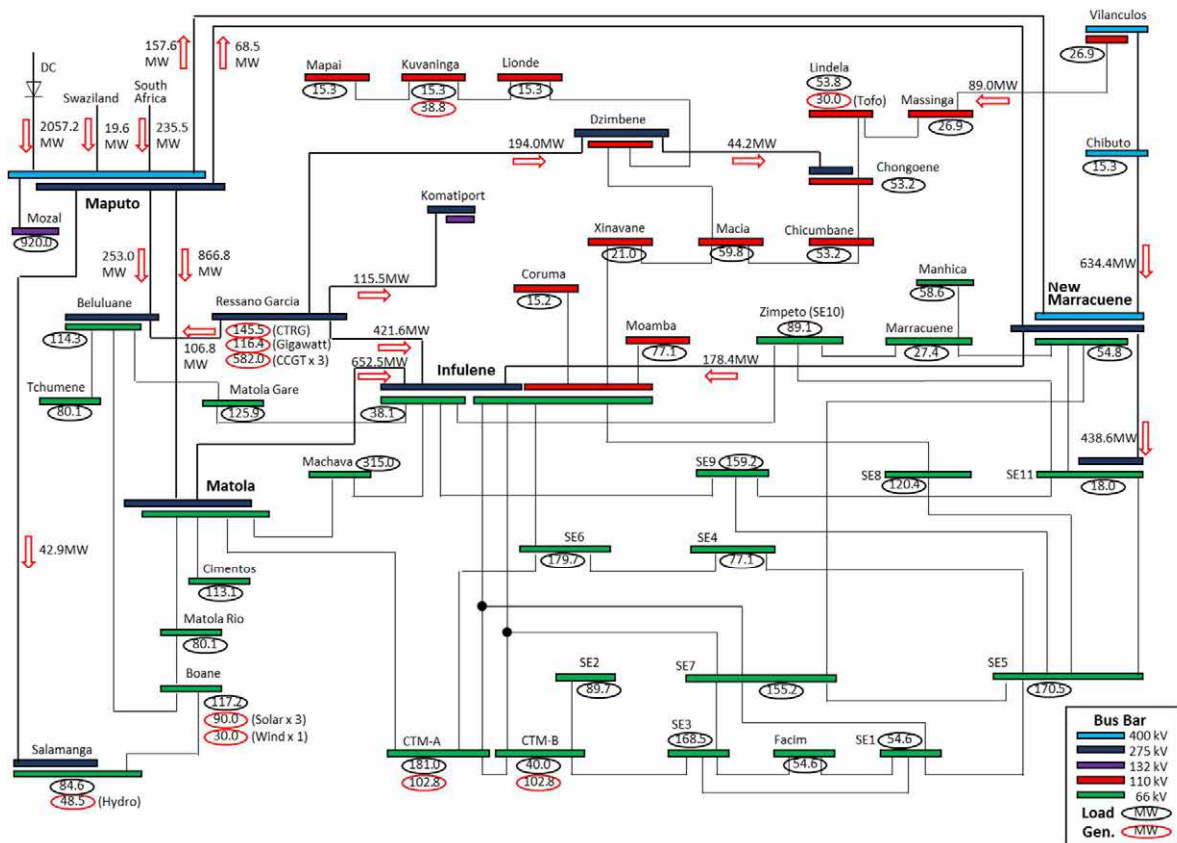 157.6
MW
68.5
MW
DC
Swaziland
South
Africa
2057.2
MW
19.6
MW
235.5
MW
Maputo
Mozal
920.0
253.0
MW
866.8
MW
Mapai
15.3
Kuvaninga
15.3
38.8
Lionde
15.3
Dzimbene
194.0MW
44.2MW
Lindela
53.8
30.0 (Tofo)
Massinga
26.9
89.0MW
Vilanculos
26.9
Chibuto
15.3
Chongoene
53.2
Komatiport
Xinavane
21.0
Macia
59.8
Chicumbane
53.2
Manhica
58.6
634.4MW
New
Marracuene
54.8
115.5MW
Coruma
15.2
Moamba
77.1
Zimpeto (SE10)
89.1
Marracuene
27.4
Beluluane
114.3
Ressano Garcia
145.5 (CTRG)
116.4 (Gigawatt)
582.0 (CCGT x 3)
106.8
MW
421.6MW
652.5MW
Infulene
38.1
178.4MW
Tchumene
80.1
Matola Gare
125.9
438.6MW
Machava 315.0
SE9 159.2
SE8
120.4
SE11
18.0
Matola
42.9MW
SE6
179.7
SE4
77.1
Cimentos
113.1
Matola Rio
80.1
Boane
117.2
90.0 (Solar x 3)
30.0 (Wind x 1)
SE2
89.7
SE7
155.2
SE5
170.5
Salamanga
84.6
48.5 (Hydro)
CTM-A
181.0
102.8
CTM-B
40.0
102.8
SE3
168.5
Facim
54.6
SE1
54.6
Bus Bar
400 kV
275 kV
132 kV
110 kV
66 kV
Load MW
Gen. MW